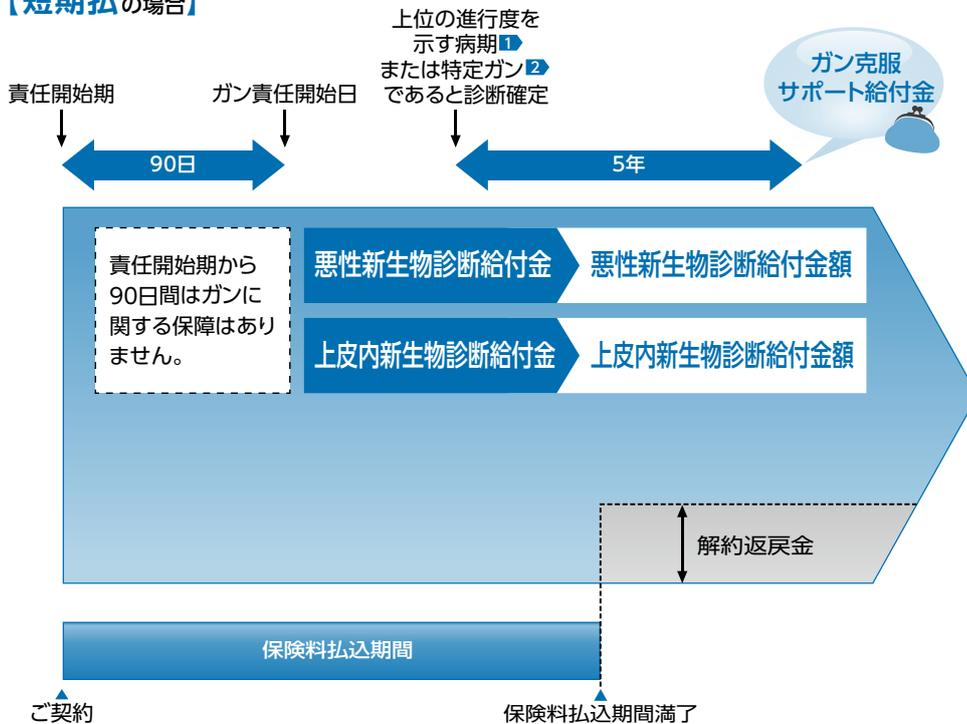 【短期払の場合】
上位の進行度を
示す病期1
または特定ガン2
であると診断確定
ガン克服
サポート給付金
責任開始期
ガン責任開始日
90日
5年
責任開始期から
90日間はガンに
関する保障はあり
ません。
悪性新生物診断給付金
悪性新生物診断給付金額
上皮内新生物診断給付金
上皮内新生物診断給付金額
解約返戻金
保険料払込期間
ご契約
保険料払込期間満了